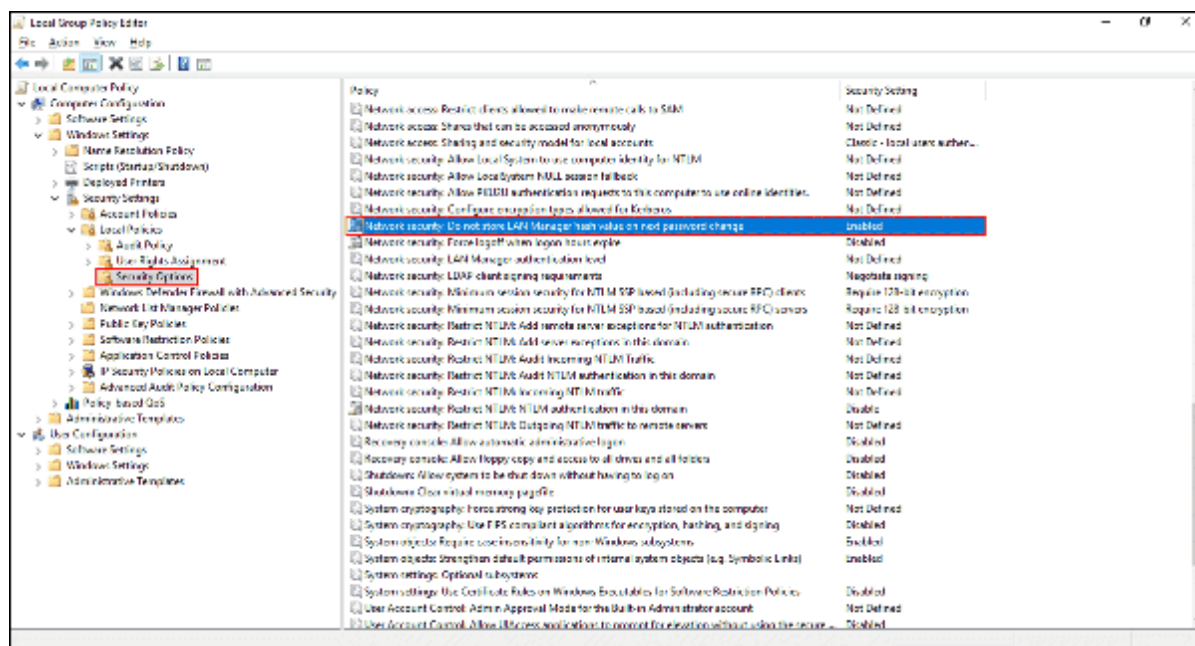 Local Group Policy Editor
File Action View Help
Local Computer Policy
Computer Configuration
Software Settings
Windows Settings
Name Resolution Policy
Scripts (Startup/Shutdown)
Deployed Printers
Security Settings
Account Policies
Local Policies
Audit Policy
User Rights Assignment
Security Options
Windows Defender Firewall with Advanced Security
Network List Manager Policies
Public Key Policies
Software Restriction Policies
Application Control Policies
IP Security Policies on Local Computer
Advanced Audit Policy Configuration
Policy-based QoS
Administrative Templates
User Configuration
Software Settings
Windows Settings
Administrative Templates
Policy Security Setting
Network access: Restrict clients allowed to make remote calls to SAM Not Defined
Network access: Shares that can be accessed anonymously Not Defined
Network access: Sharing and security model for local accounts Classic - local users authen...
Network security: Allow Local System to use computer identity for NTLM Not Defined
Network security: Allow LocalSystem NULL session fallback Not Defined
Network security: Allow PKU2U authentication requests to this computer to use online identities. Not Defined
Network security: Configure encryption types allowed for Kerberos Not Defined
Network security: Do not store LAN Manager hash value on next password change Enabled
Network security: Force logoff when logon hours expire Disabled
Network security: LAN Manager authentication level Not Defined
Network security: LDAP client signing requirements Negotiate signing
Network security: Minimum session security for NTLM SSP based (including secure RPC) clients Require 128-bit encryption
Network security: Minimum session security for NTLM SSP based (including secure RPC) servers Require 128-bit encryption
Network security: Restrict NTLM: Add remote server exceptions for NTLM authentication Not Defined
Network security: Restrict NTLM: Add server exceptions in this domain Not Defined
Network security: Restrict NTLM: Audit Incoming NTLM Traffic Not Defined
Network security: Restrict NTLM: Audit NTLM authentication in this domain Not Defined
Network security: Restrict NTLM: Incoming NTLM traffic Not Defined
Network security: Restrict NTLM: NTLM authentication in this domain Disable
Network security: Restrict NTLM: Outgoing NTLM traffic to remote servers Not Defined
Recovery console: Allow automatic administrative logon Disabled
Recovery console: Allow floppy copy and access to all drives and all folders Disabled
Shutdown: Allow system to be shut down without having to log on Disabled
Shutdown: Clear virtual memory pagefile Disabled
System cryptography: Force strong key protection for user keys stored on the computer Not Defined
System cryptography: Use FIPS compliant algorithms for encryption, hashing, and signing Disabled
System objects: Require case insensitivity for non-Windows subsystems Enabled
System objects: Strengthen default permissions of internal system objects (e.g. Symbolic Links) Enabled
System settings: Optional subsystems
System settings: Use Certificate Rules on Windows Executables for Software Restriction Policies Disabled
User Account Control: Admin Approval Mode for the Built-in Administrator account Not Defined
User Account Control: Allow UIAccess applications to prompt for elevation without using the secure ... Disabled